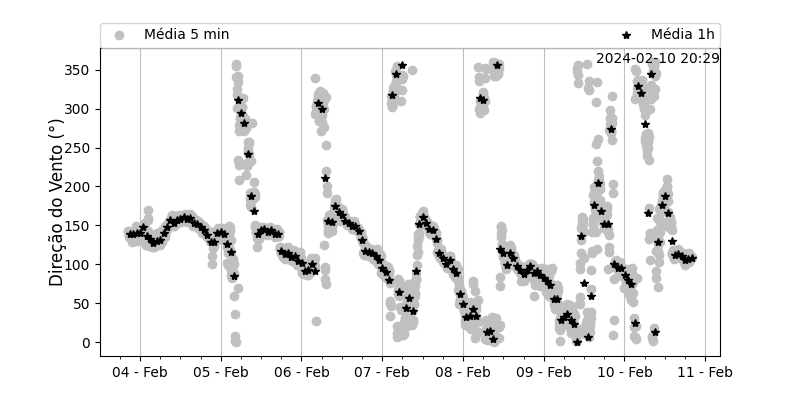 Média 5 min
Média 1h
2024-02-10 20:29
Direção do Vento (°)
350
300
250
200
150
100
50
0
04 - Feb
05 - Feb
06 - Feb
07 - Feb
08 - Feb
09 - Feb
10 - Feb
11 - Feb